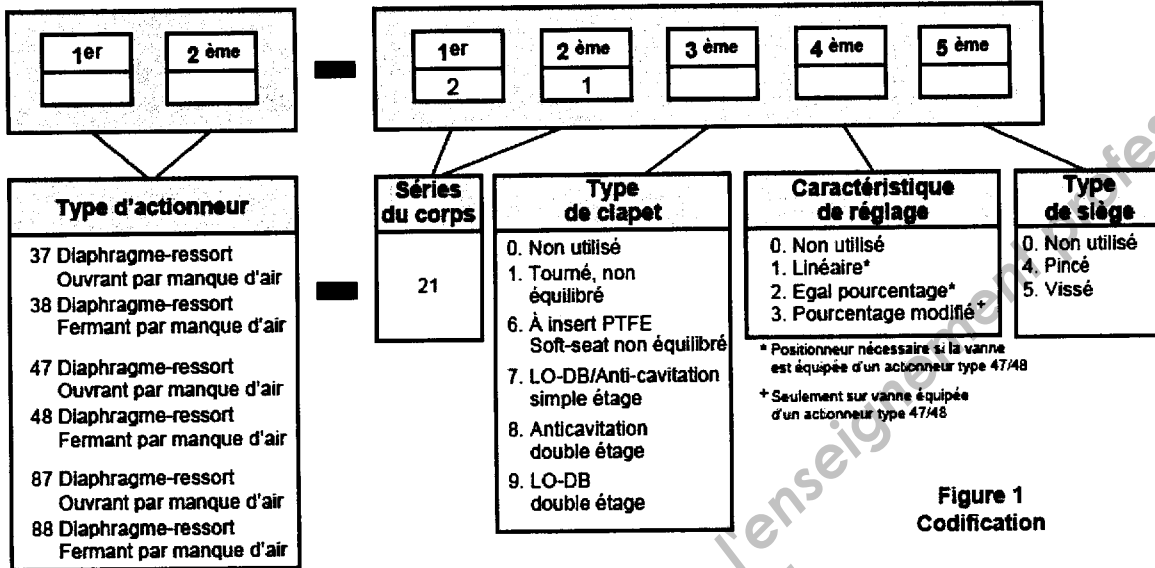 1er
2 ème
1er
2 ème
3 ème
4 ème
5 ème
2
1
Type d'actionneur
37 Diaphragme-ressort
Ouvrant par manque d'air
38 Diaphragme-ressort
Fermant par manque d'air
47 Diaphragme-ressort
Ouvrant par manque d'air
48 Diaphragme-ressort
Fermant par manque d'air
87 Diaphragme-ressort
Ouvrant par manque d'air
88 Diaphragme-ressort
Fermant par manque d'air
Séries
du corps
21
Type
de clapet
0. Non utilisé
1. Tourné, non
équilibré
6. À insert PTFE
Soft-seat non équilibré
7. LO-DB/Anti-cavitation
simple étage
8. Anticavitation
double étage
9. LO-DB
double étage
Caractéristique
de réglage
0. Non utilisé
1. Linéaire*
2. Egal pourcentage*
3. Pourcentage modifié+
* Positionneur nécessaire si la vanne
est équipée d'un actionneur type 47/48
+ Seulement sur vanne équipée
d'un actionneur type 47/48
Type
de siège
0. Non utilisé
4. Pincé
5. Vissé
Figure 1
Codification
l'enseignement profes